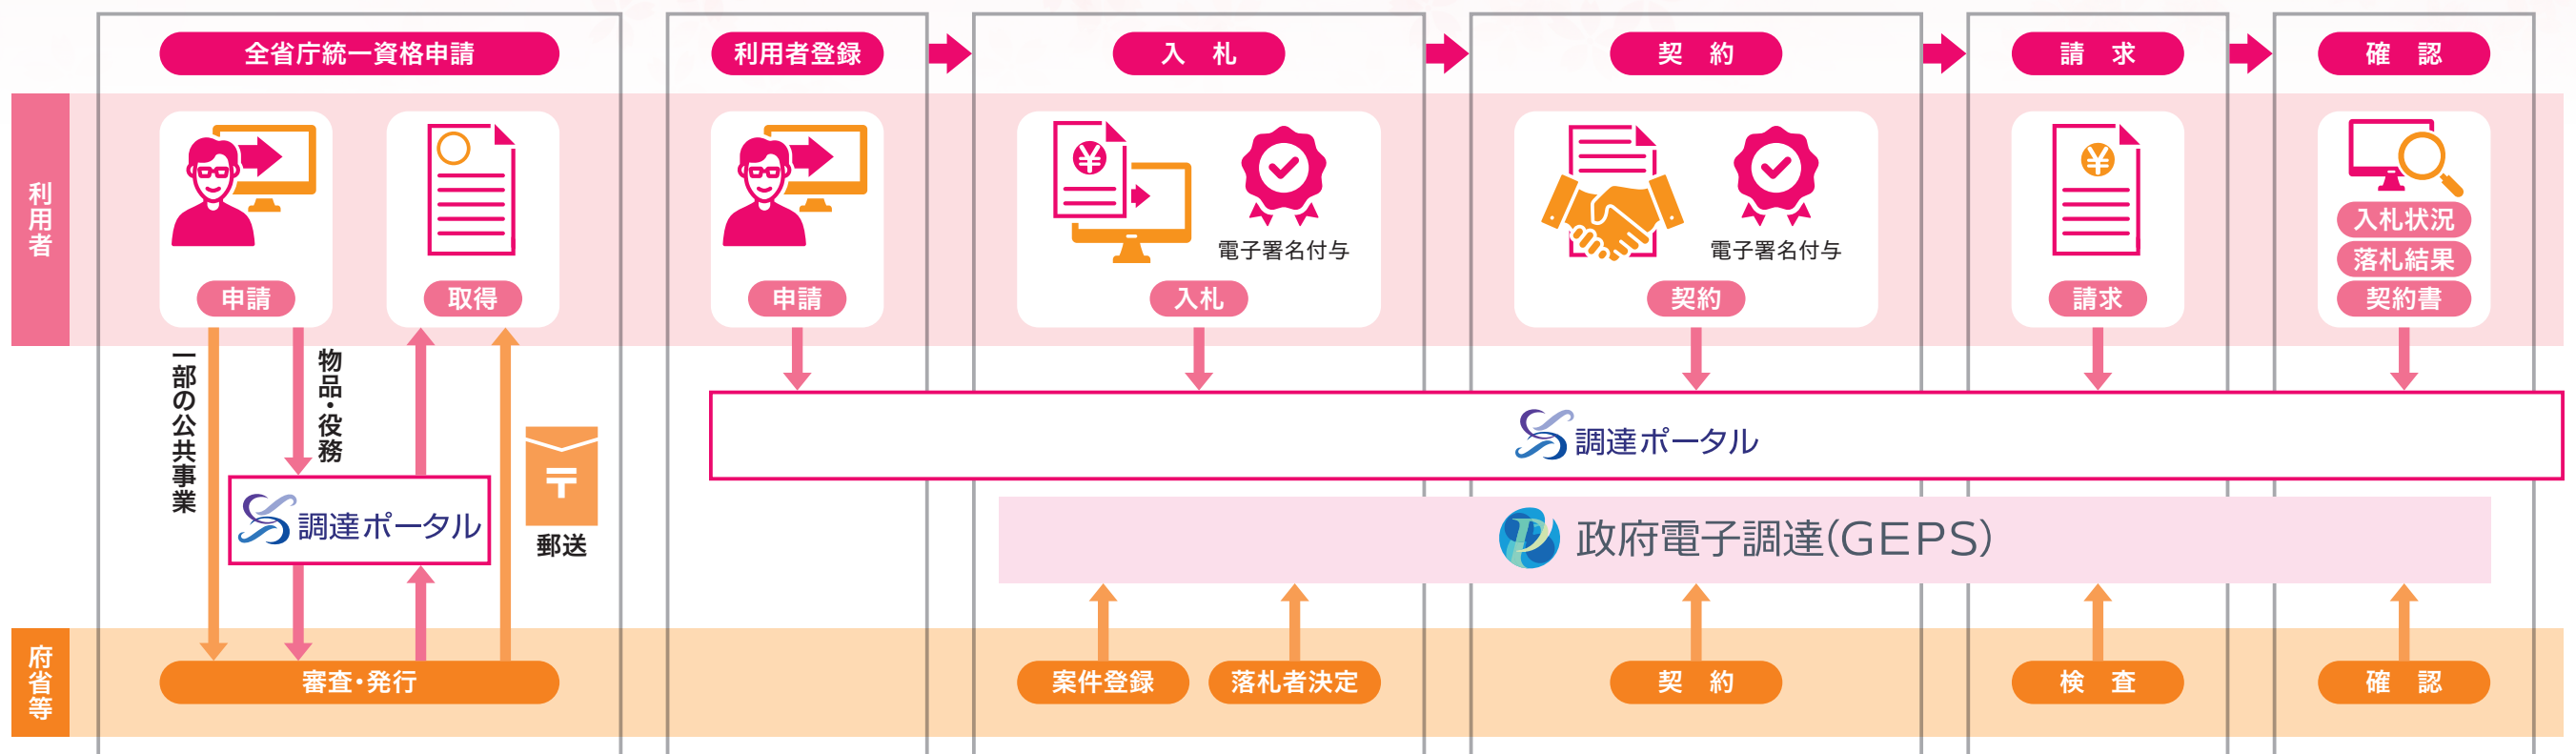 全省庁統一資格申請
利用者登録
入 札
契 約
請 求
確 認
利用者
申請
取得
申請
電子署名付与
入札
電子署名付与
契約
請求
入札状況
落札結果
契約書
一部の公共事業
物品・役務
調達ポータル
郵送
調達ポータル
政府電子調達(GEPS)
府省等
審査・発行
案件登録
落札者決定
契 約
検 査
確 認